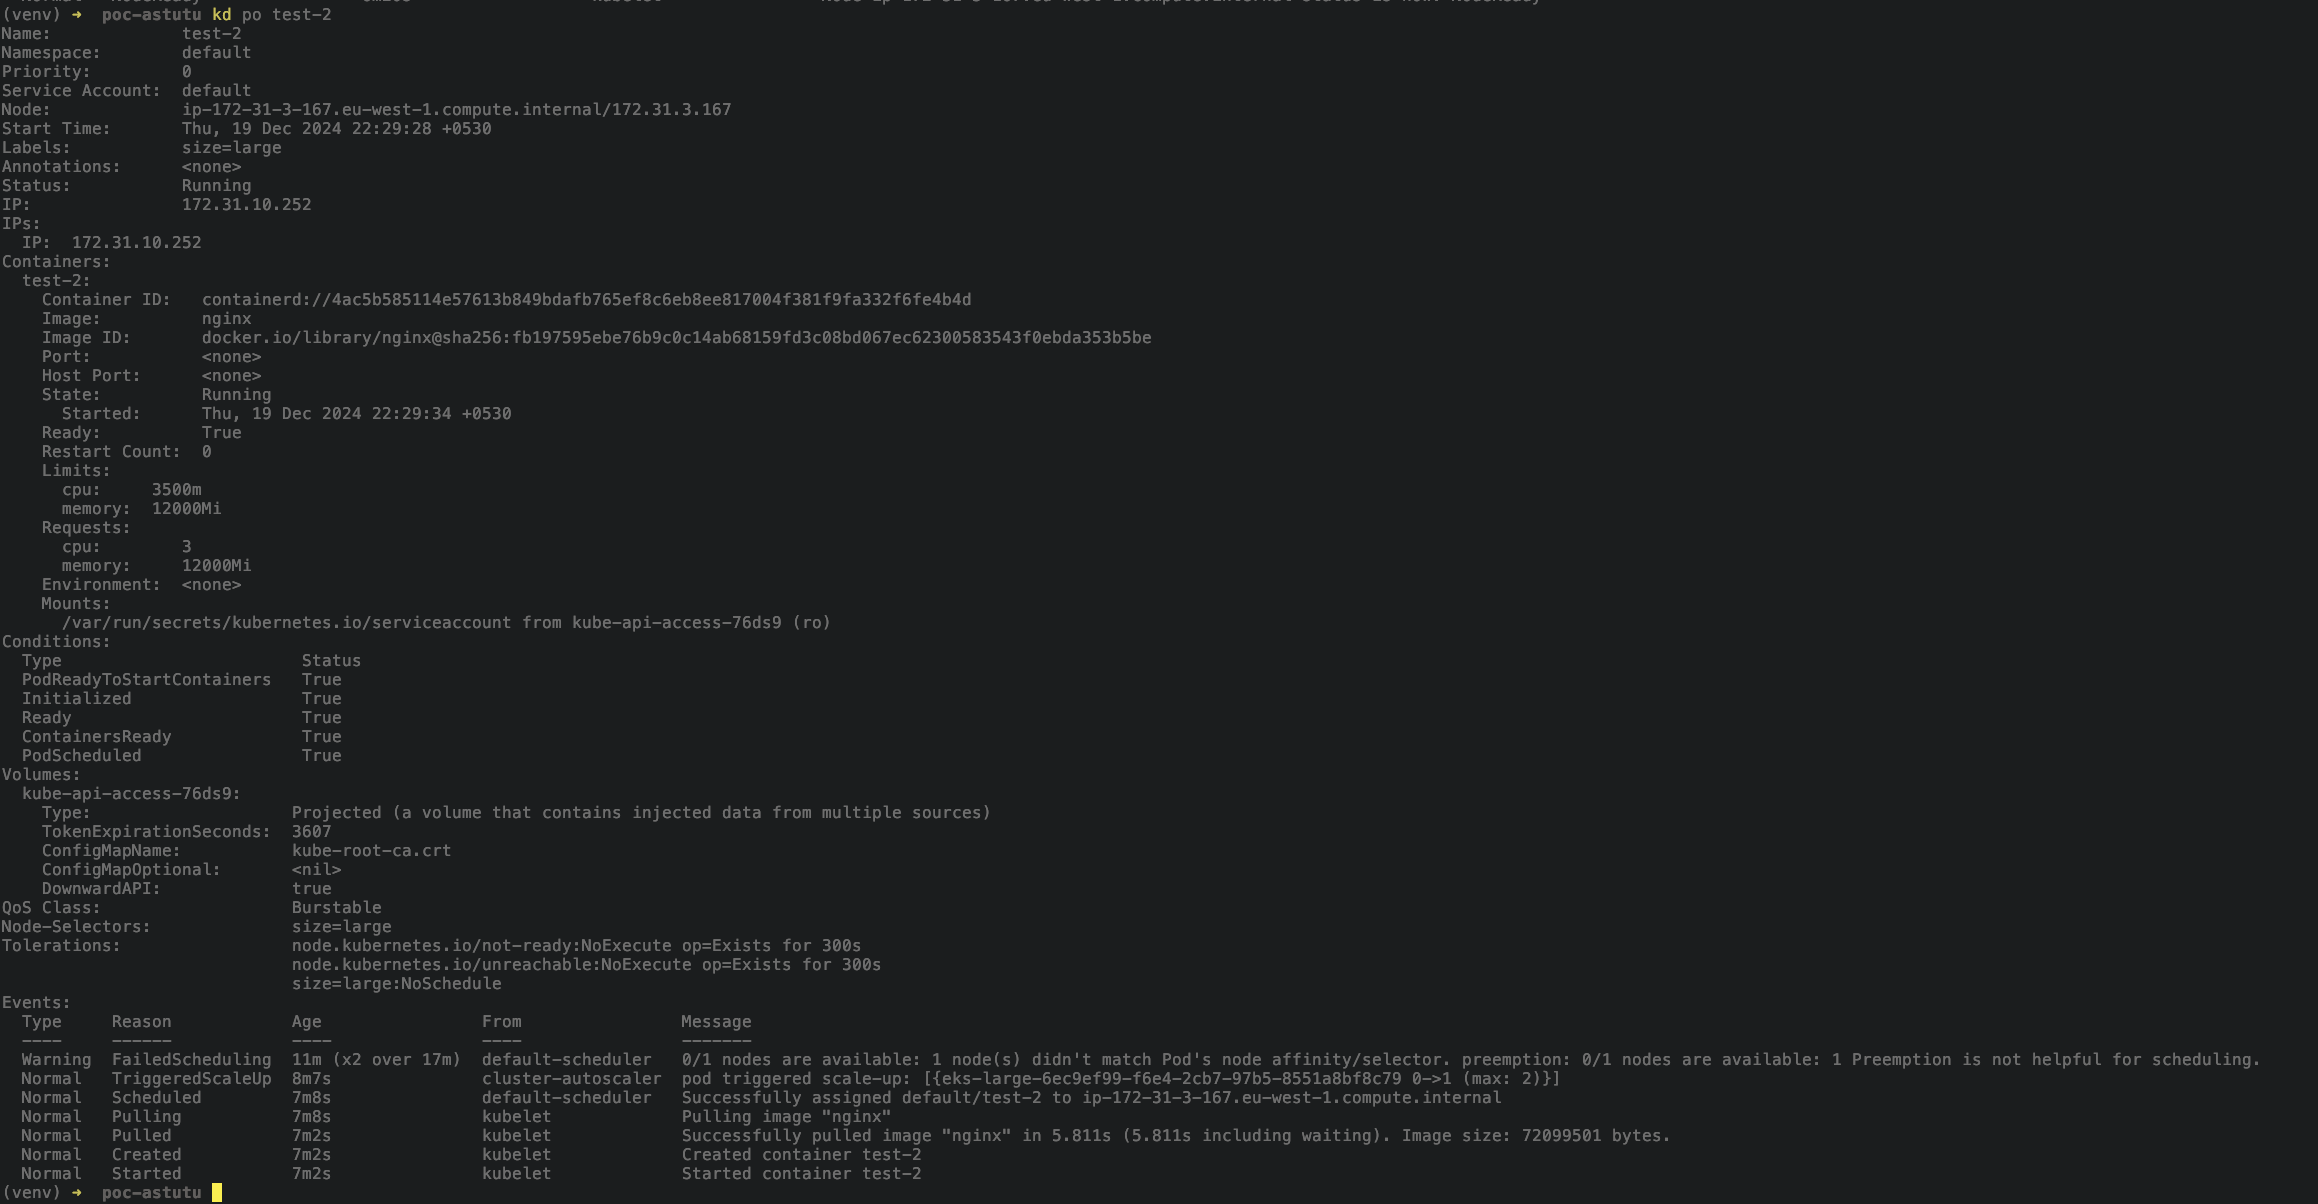 (venv) ➜  poc-astutu kd po test-2
Name:             test-2
Namespace:        default
Priority:         0
Service Account:  default
Node:             ip-172-31-3-167.eu-west-1.compute.internal/172.31.3.167
Start Time:       Thu, 19 Dec 2024 22:29:28 +0530
Labels:           size=large
Annotations:      <none>
Status:           Running
IP:               172.31.10.252
IPs:
  IP:  172.31.10.252
Containers:
  test-2:
    Container ID:   containerd://4ac5b585114e57613b849bdafb765ef8c6eb8ee817004f381f9fa332f6fe4b4d
    Image:          nginx
    Image ID:       docker.io/library/nginx@sha256:fb197595ebe76b9c0c14ab68159fd3c08bd067ec62300583543f0ebda353b5be
    Port:           <none>
    Host Port:      <none>
    State:          Running
      Started:      Thu, 19 Dec 2024 22:29:34 +0530
    Ready:          True
    Restart Count:  0
    Limits:
      cpu:     3500m
      memory:  12000Mi
    Requests:
      cpu:        3
      memory:     12000Mi
    Environment:  <none>
    Mounts:
      /var/run/secrets/kubernetes.io/serviceaccount from kube-api-access-76ds9 (ro)
Conditions:
  Type                        Status
  PodReadyToStartContainers   True
  Initialized                 True
  Ready                       True
  ContainersReady             True
  PodScheduled                True
Volumes:
  kube-api-access-76ds9:
    Type:                    Projected (a volume that contains injected data from multiple sources)
    TokenExpirationSeconds:  3607
    ConfigMapName:           kube-root-ca.crt
    ConfigMapOptional:       <nil>
    DownwardAPI:             true
QoS Class:                   Burstable
Node-Selectors:              size=large
Tolerations:                 node.kubernetes.io/not-ready:NoExecute op=Exists for 300s
                             node.kubernetes.io/unreachable:NoExecute op=Exists for 300s
                             size=large:NoSchedule
Events:
  Type     Reason            Age                From                Message
  ----     ------            ----               ----                -------
  Warning  FailedScheduling  11m (x2 over 17m)  default-scheduler   0/1 nodes are available: 1 node(s) didn't match Pod's node affinity/selector. preemption: 0/1 nodes are available: 1 Preemption is not helpful for scheduling.
  Normal   TriggeredScaleUp  8m7s               cluster-autoscaler  pod triggered scale-up: [{eks-large-6ec9ef99-f6e4-2cb7-97b5-8551a8bf8c79 0->1 (max: 2)}]
  Normal   Scheduled         7m8s               default-scheduler   Successfully assigned default/test-2 to ip-172-31-3-167.eu-west-1.compute.internal
  Normal   Pulling           7m8s               kubelet             Pulling image "nginx"
  Normal   Pulled            7m2s               kubelet             Successfully pulled image "nginx" in 5.811s (5.811s including waiting). Image size: 72099501 bytes.
  Normal   Created           7m2s               kubelet             Created container test-2
  Normal   Started           7m2s               kubelet             Started container test-2
(venv) ➜  poc-astutu